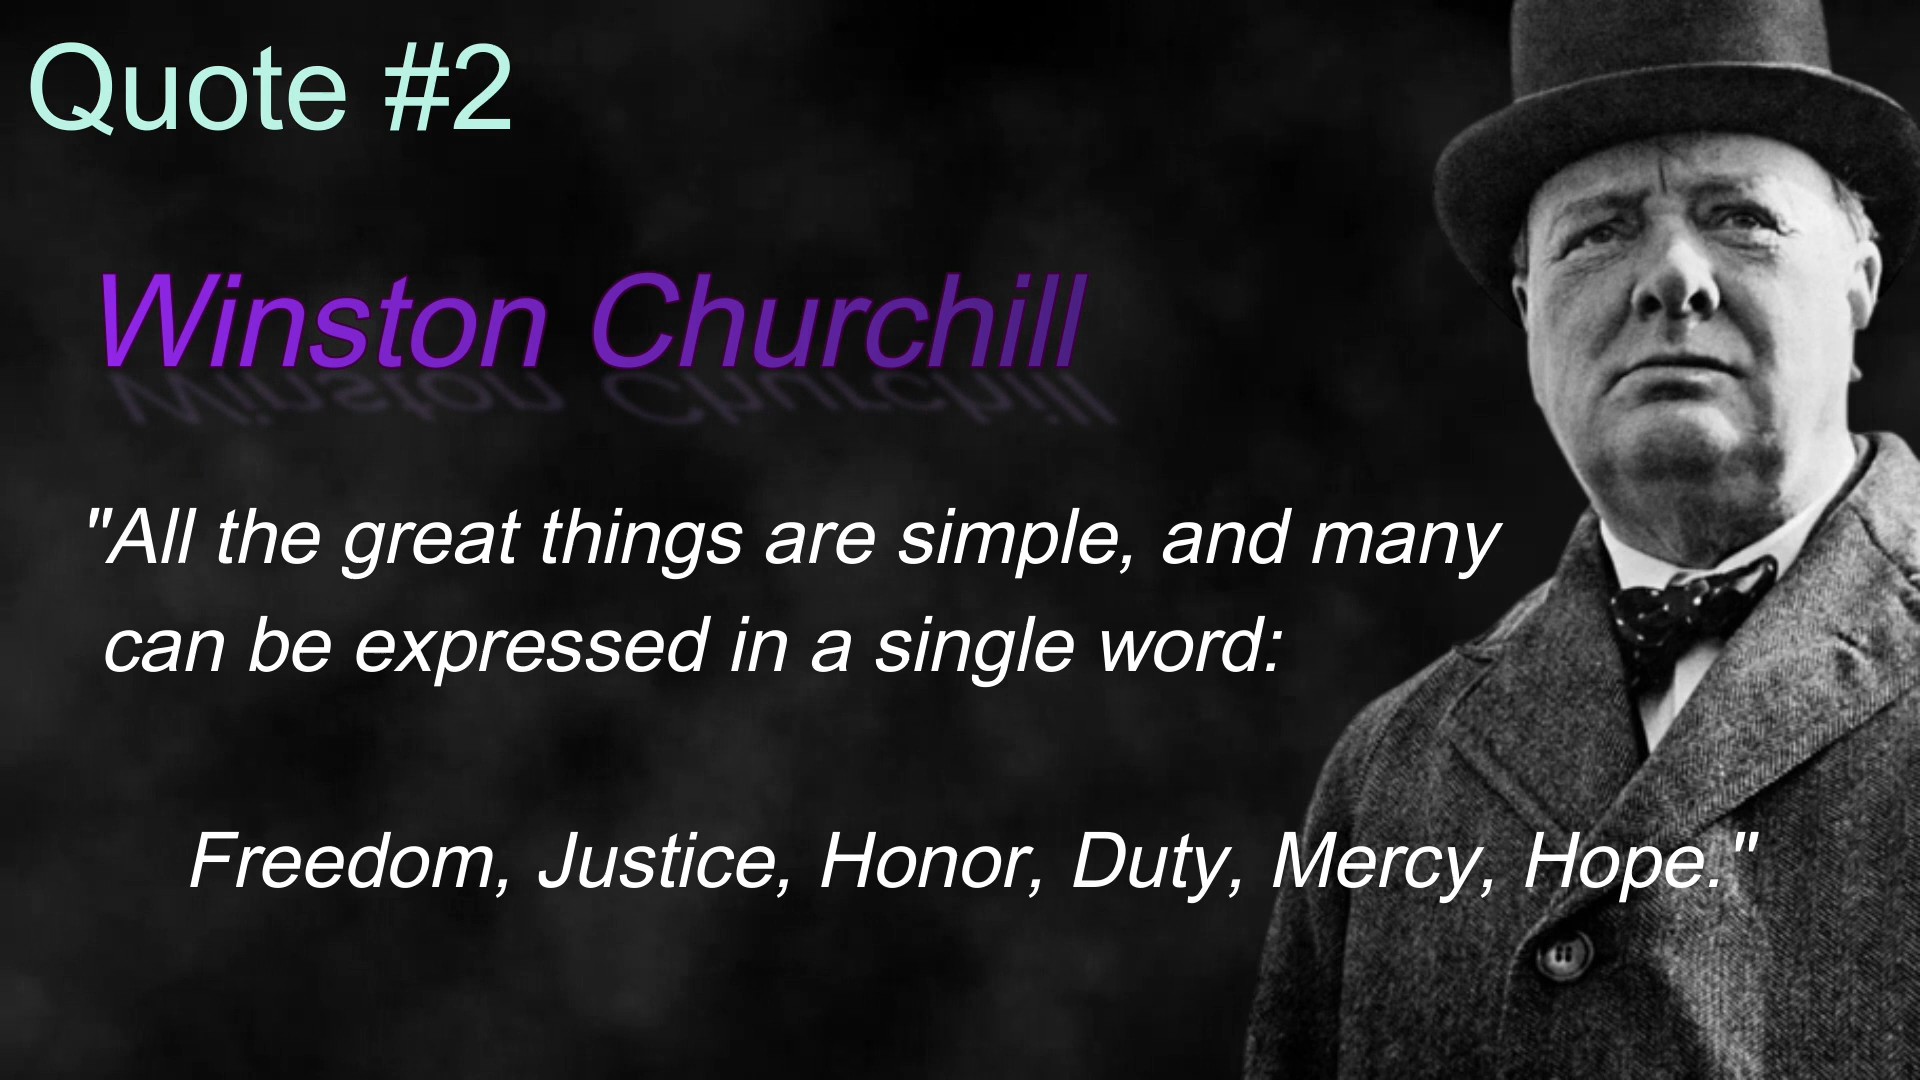 Quote #2
Winston Churchill
"All the great things are simple, and many
can be expressed in a single word:
Freedom, Justice, Honor, Duty, Mercy, Hope."